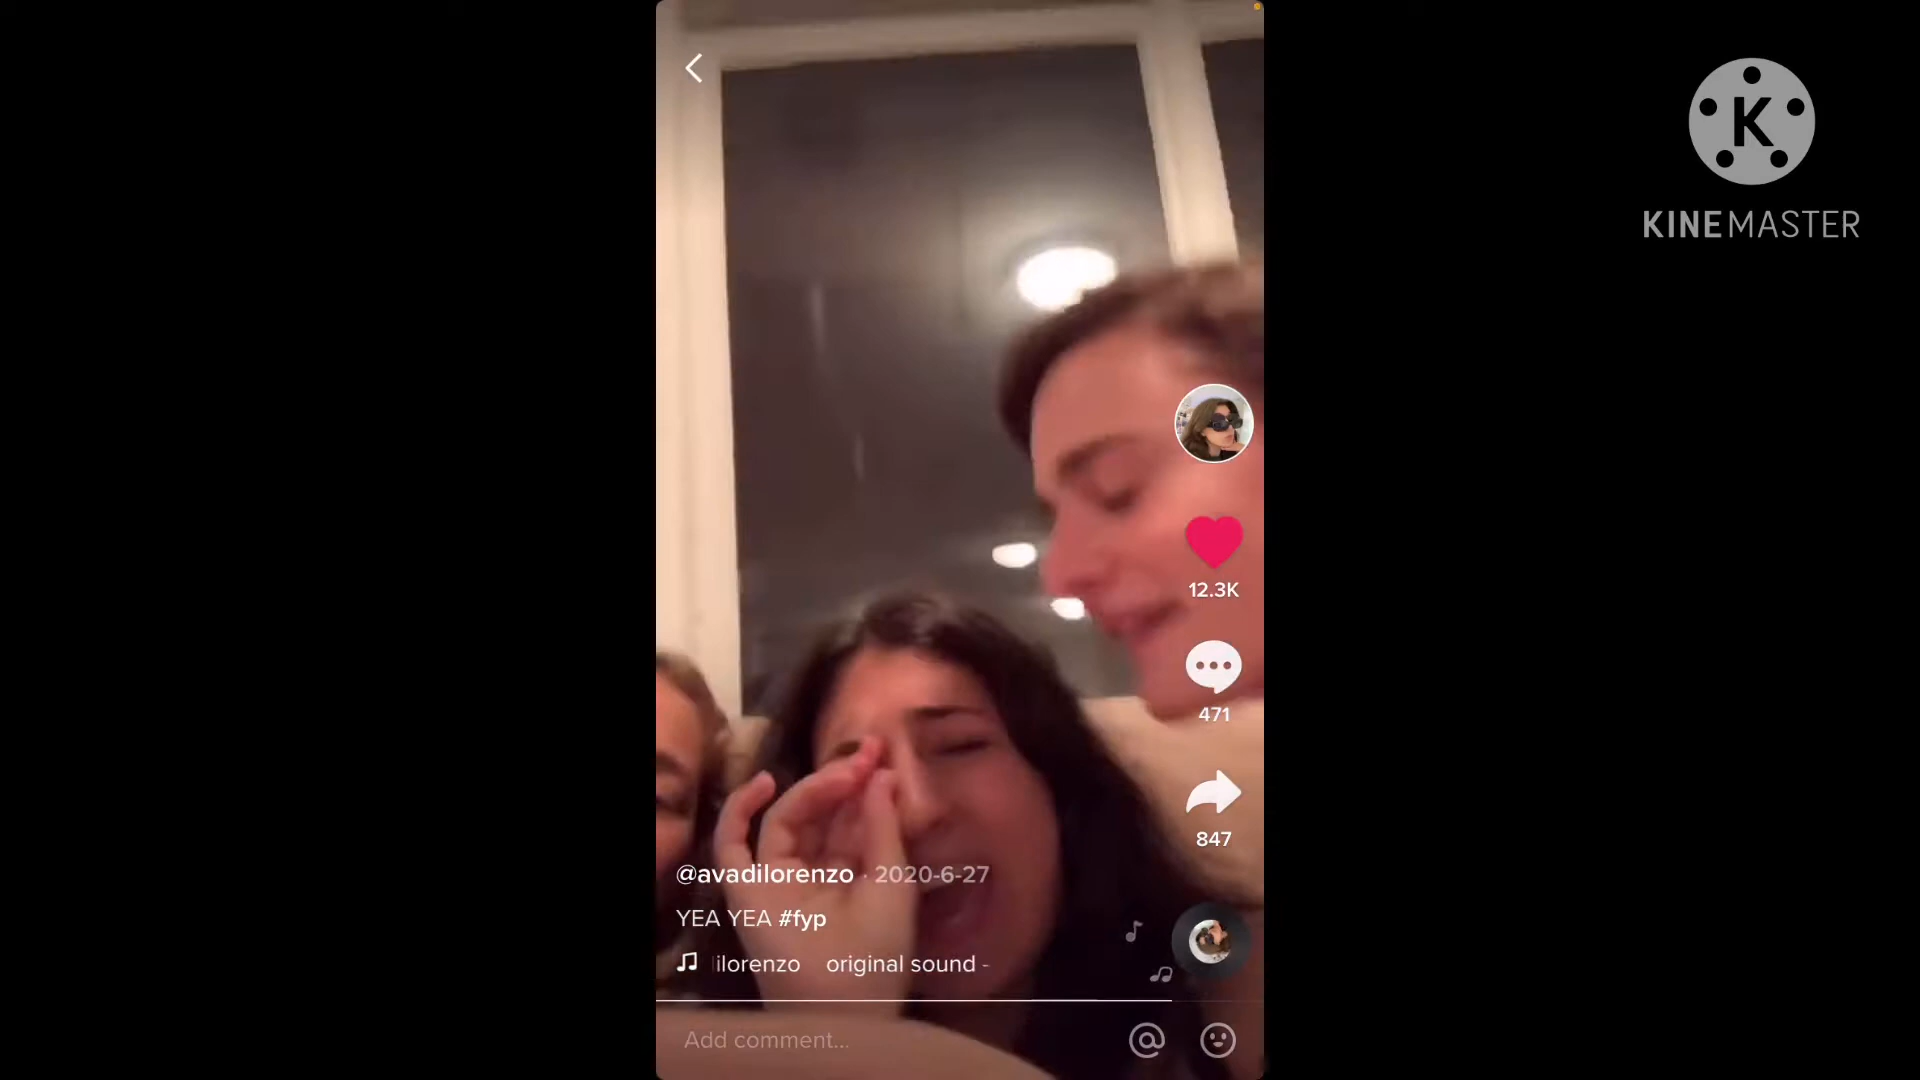 K
KINEMASTER
12.3K
471
847
@avadilorenzo · 2020-6-27
YEA YEA #fyp
ilorenzo original sound -
Add comment...